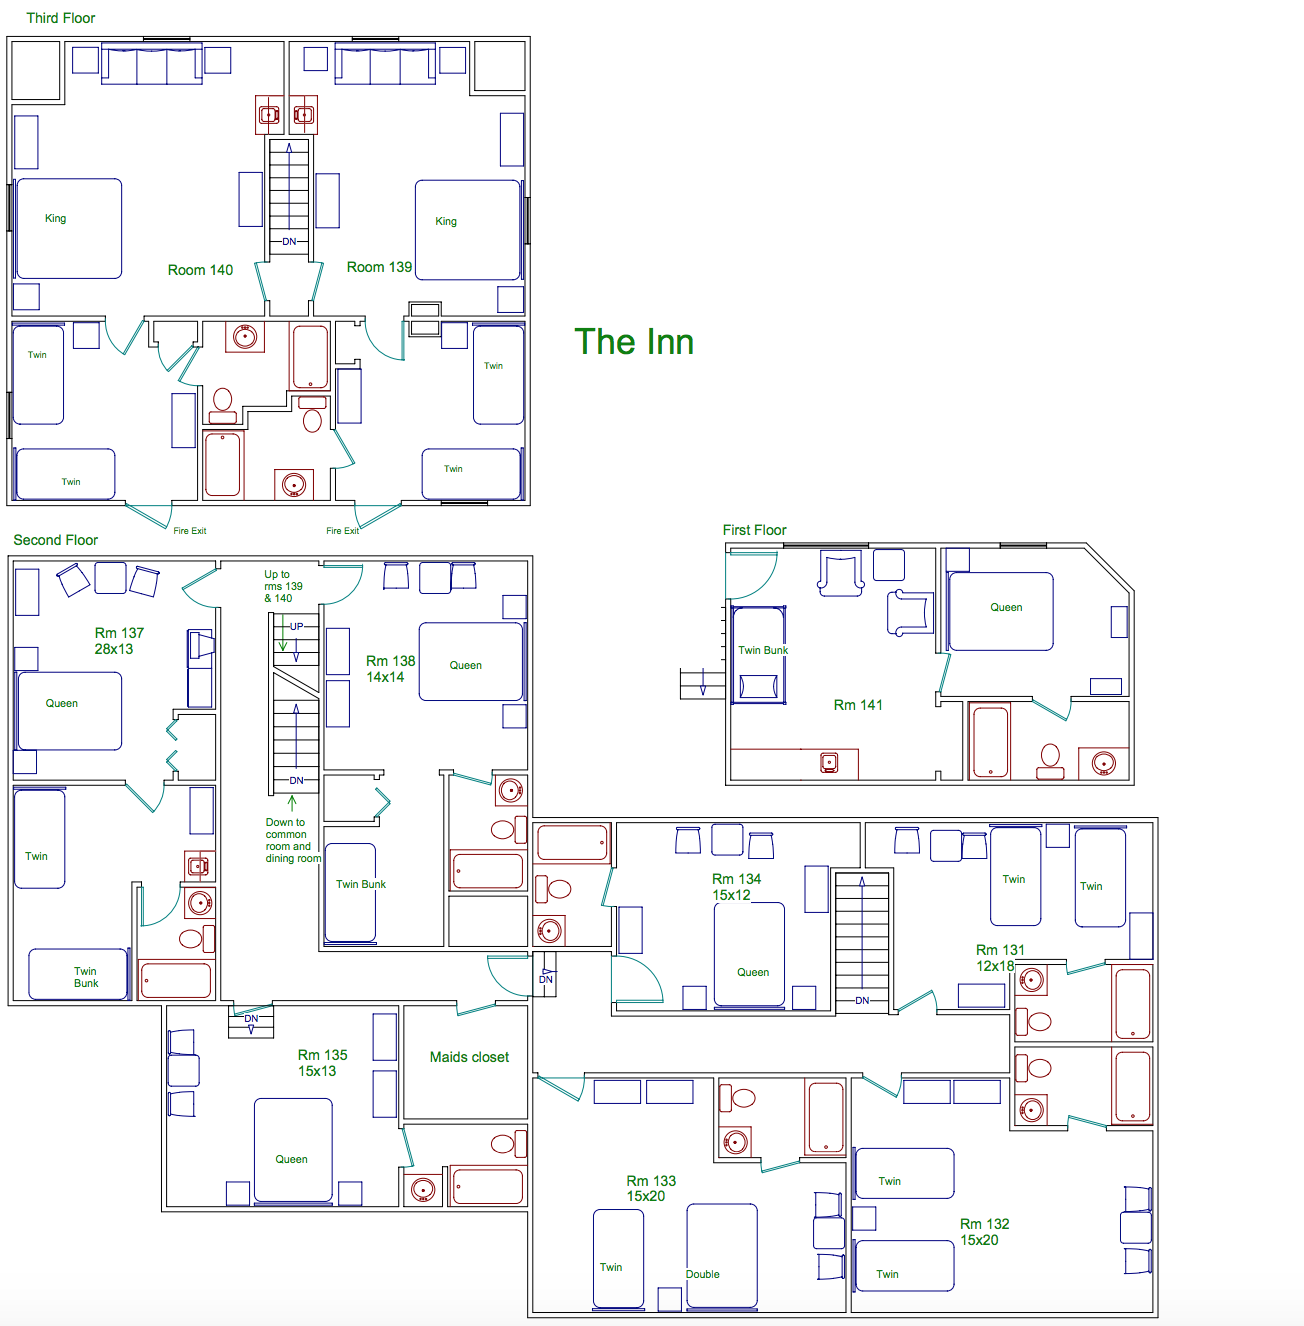 Third Floor
King
King
DN
Room 140
Room 139
The Inn
Twin
Twin
Twin
Twin
Fire Exit
Fire Exit
Second Floor
First Floor
Up to
rms 139
& 140
UP
Rm 137
28x13
Rm 138
14x14
Queen
Queen
DN
Down to
common
room and
dining room
Twin
Twin Bunk
Twin
Bunk
Queen
Twin Bunk
Rm 141
Rm 134
15x12
Queen
DN
DN
Twin
Twin
Rm 131
12x18
DN
Rm 135
15x13
Maids closet
Queen
Rm 133
15x20
Twin
Double
Twin
Rm 132
15x20
Twin